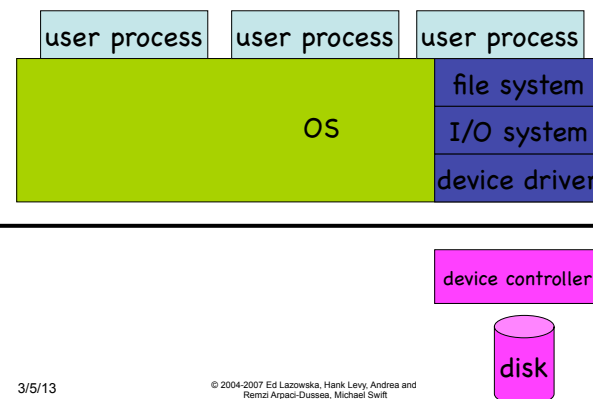 user process user process user process
file system
OS I/O system
device driver
device controller
disk
3/5/13
© 2004-2007 Ed Lazowska, Hank Levy, Andrea and
Remzi Arpaci-Dussea, Michael Swift